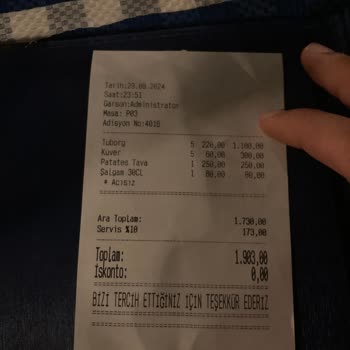 Tarih:29.08.2024
Saat:23:51
Garson:Administrator
Masa: P03
Adisyon No:4816
Tuborg 5 220,00 1.100,00
Kuver 5 60,00 300,00
Patates Tava 1 250,00 250,00
Şalgam 30CL 1 80,00 80,00
* Acısız
Ara Toplam: 1.730,00
Servis %10 173,00
Toplam: 1.903,00
İskonto: 0,00
BİZİ TERCİH ETTİĞİNİZ İÇİN TEŞEKKÜR EDERİZ